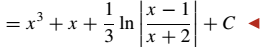 = x³ + x + 1/3 ln |x − 1 / x + 2| + C ◄